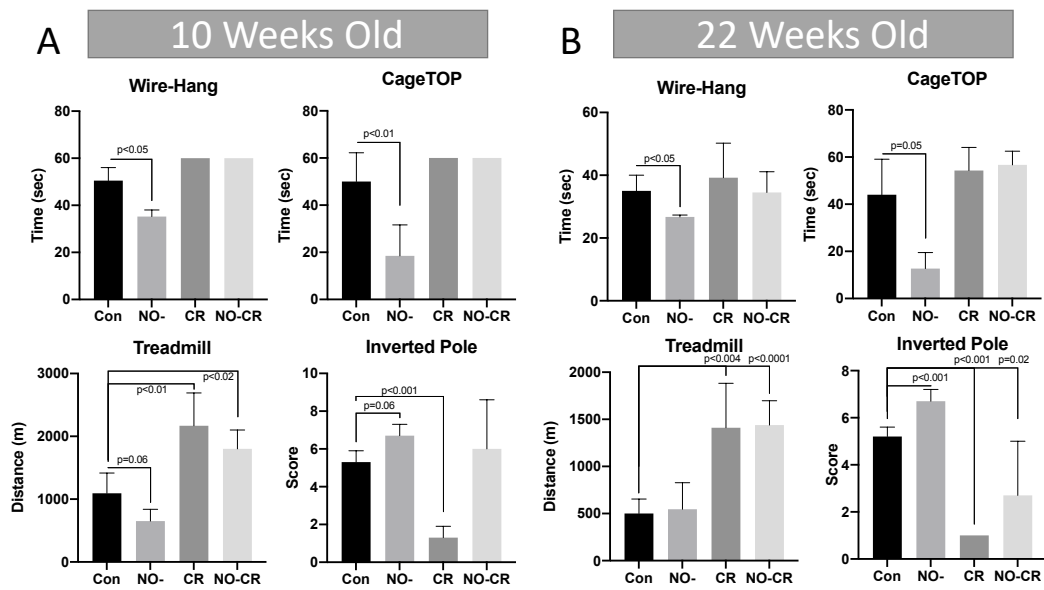 A
10 Weeks Old
Wire-Hang
Time (sec)
80
60
40
20
0
p<0.05
Con NO- CR NO-CR
CageTOP
Time (sec)
80
60
40
20
0
p<0.01
Con NO- CR NO-CR
Treadmill
Distance (m)
3000
2000
1000
0
p<0.02
p<0.01
p=0.06
Con NO- CR NO-CR
Inverted Pole
Score
10
8
6
4
2
0
p<0.001
p=0.06
Con NO- CR NO-CR
B
22 Weeks Old
Wire-Hang
Time (sec)
60
40
20
0
p<0.05
Con NO- CR NO-CR
CageTOP
Time (sec)
80
60
40
20
0
p=0.05
Con NO- CR NO-CR
Treadmill
Distance (m)
2000
1500
1000
500
0
p<0.004 p<0.0001
Con NO- CR NO-CR
Inverted Pole
Score
8
6
4
2
0
p<0.001 p=0.02
p<0.001
Con NO- CR NO-CR